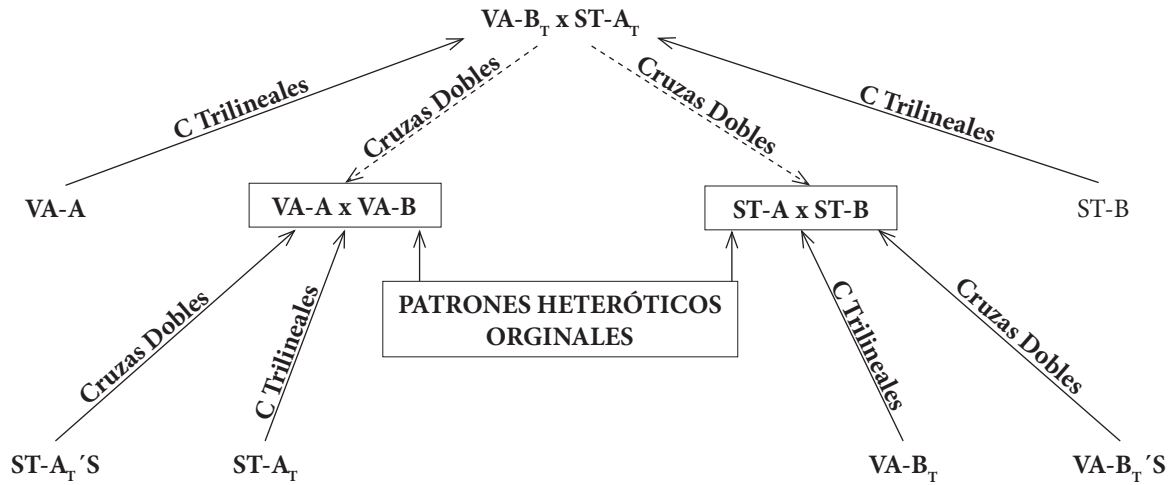 VA-B_T x ST-A_T
C Trilineales
Cruzas Dobles
Cruzas Dobles
C Trilineales
VA-A
VA-A x VA-B
ST-A x ST-B
ST-B
PATRONES HETERÓTICOS
ORGINALES
Cruzas Dobles
C Trilineales
C Trilineales
Cruzas Dobles
ST-A_T´S
ST-A_T
VA-B_T
VA-B_T´S